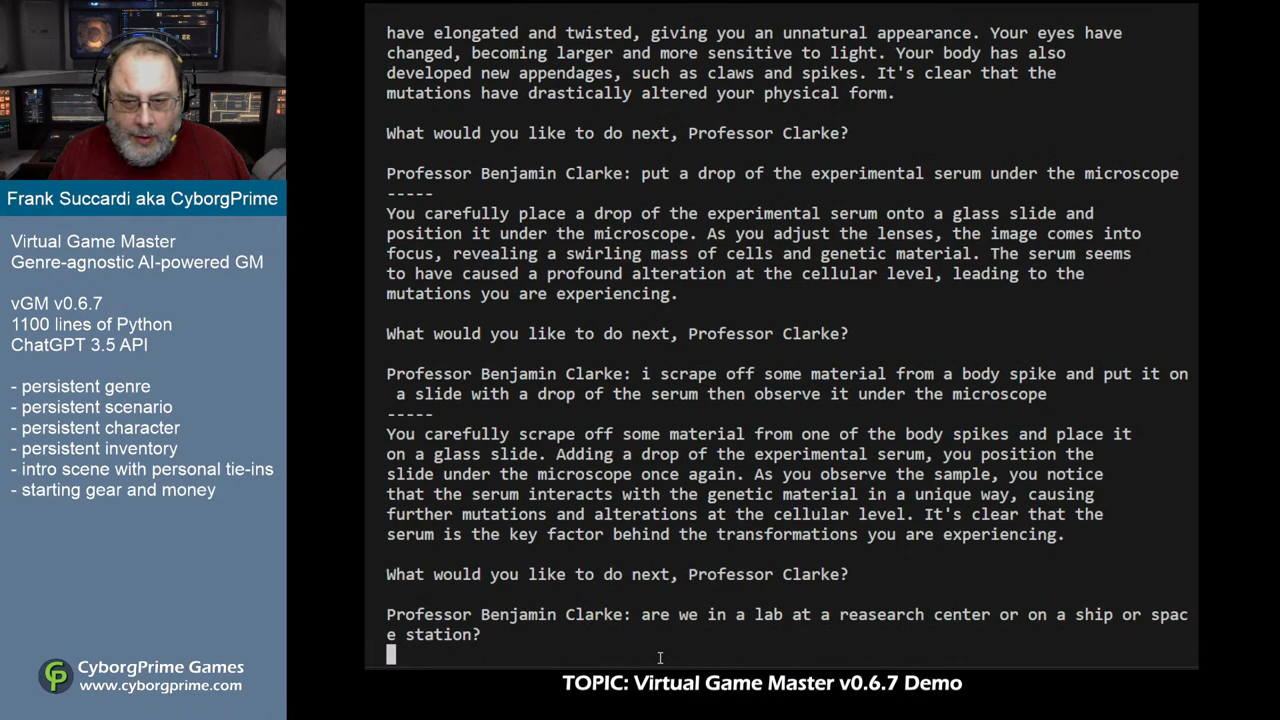 Frank Succardi aka CyborgPrime
Virtual Game Master
Genre-agnostic AI-powered GM
vGM v0.6.7
1100 lines of Python
ChatGPT 3.5 API
- persistent genre
- persistent scenario
- persistent character
- persistent inventory
- intro scene with personal tie-ins
- starting gear and money
CP
CyborgPrime Games
www.cyborgprime.com
have elongated and twisted, giving you an unnatural appearance. Your eyes have
changed, becoming larger and more sensitive to light. Your body has also
developed new appendages, such as claws and spikes. It's clear that the
mutations have drastically altered your physical form.
What would you like to do next, Professor Clarke?
Professor Benjamin Clarke: put a drop of the experimental serum under the microscope
-----
You carefully place a drop of the experimental serum onto a glass slide and
position it under the microscope. As you adjust the lenses, the image comes into
focus, revealing a swirling mass of cells and genetic material. The serum seems
to have caused a profound alteration at the cellular level, leading to the
mutations you are experiencing.
What would you like to do next, Professor Clarke?
Professor Benjamin Clarke: i scrape off some material from a body spike and put it on
a slide with a drop of the serum then observe it under the microscope
-----
You carefully scrape off some material from one of the body spikes and place it
on a glass slide. Adding a drop of the experimental serum, you position the
slide under the microscope once again. As you observe the sample, you notice
that the serum interacts with the genetic material in a unique way, causing
further mutations and alterations at the cellular level. It's clear that the
serum is the key factor behind the transformations you are experiencing.
What would you like to do next, Professor Clarke?
Professor Benjamin Clarke: are we in a lab at a reasearch center or on a ship or spac
e station?
TOPIC: Virtual Game Master v0.6.7 Demo